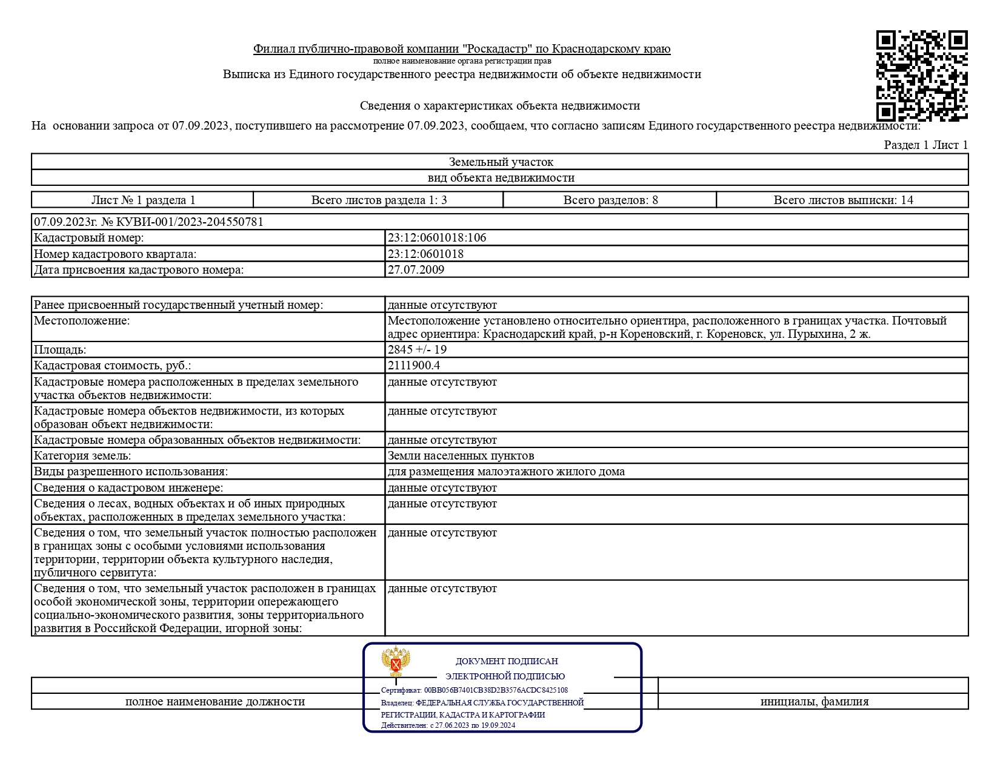 Филиал публично-правовой компании "Роскадастр" по Краснодарскому краю
полное наименование органа регистрации прав
Выписка из Единого государственного реестра недвижимости об объекте недвижимости
Сведения о характеристиках объекта недвижимости
На основании запроса от 07.09.2023, поступившего на рассмотрение 07.09.2023, сообщаем, что согласно записям Единого государственного реестра недвижимости:
Раздел 1 Лист 1
Земельный участок
вид объекта недвижимости
Лист № 1 раздела 1 Всего листов раздела 1: 3 Всего разделов: 8 Всего листов выписки: 14
07.09.2023г. № КУВИ-001/2023-204550781
Кадастровый номер: 23:12:0601018:106
Номер кадастрового квартала: 23:12:0601018
Дата присвоения кадастрового номера: 27.07.2009
Ранее присвоенный государственный учетный номер: данные отсутствуют
Местоположение: Местоположение установлено относительно ориентира, расположенного в границах участка. Почтовый
адрес ориентира: Краснодарский край, р-н Кореновский, г. Кореновск, ул. Пурыхина, 2 ж.
Площадь: 2845 +/- 19
Кадастровая стоимость, руб.: 2111900.4
Кадастровые номера расположенных в пределах земельного данные отсутствуют
участка объектов недвижимости:
Кадастровые номера объектов недвижимости, из которых данные отсутствуют
образован объект недвижимости:
Кадастровые номера образованных объектов недвижимости: данные отсутствуют
Категория земель: Земли населенных пунктов
Виды разрешенного использования: для размещения малоэтажного жилого дома
Сведения о кадастровом инженере: данные отсутствуют
Сведения о лесах, водных объектах и об иных природных данные отсутствуют
объектах, расположенных в пределах земельного участка:
Сведения о том, что земельный участок полностью расположен данные отсутствуют
в границах зоны с особыми условиями использования
территории, территории объекта культурного наследия,
публичного сервитута:
Сведения о том, что земельный участок расположен в границах данные отсутствуют
особой экономической зоны, территории опережающего
социально-экономического развития, зоны территориального
развития в Российской Федерации, игорной зоны:
ДОКУМЕНТ ПОДПИСАН
ЭЛЕКТРОННОЙ ПОДПИСЬЮ
Сертификат: 00BB056B7401CB38D2B3576ACDC8425108
полное наименование должности
Владелец: ФЕДЕРАЛЬНАЯ СЛУЖБА ГОСУДАРСТВЕННОЙ
РЕГИСТРАЦИИ, КАДАСТРА И КАРТОГРАФИИ
Действителен: с 27.06.2023 по 19.09.2024
инициалы, фамилия